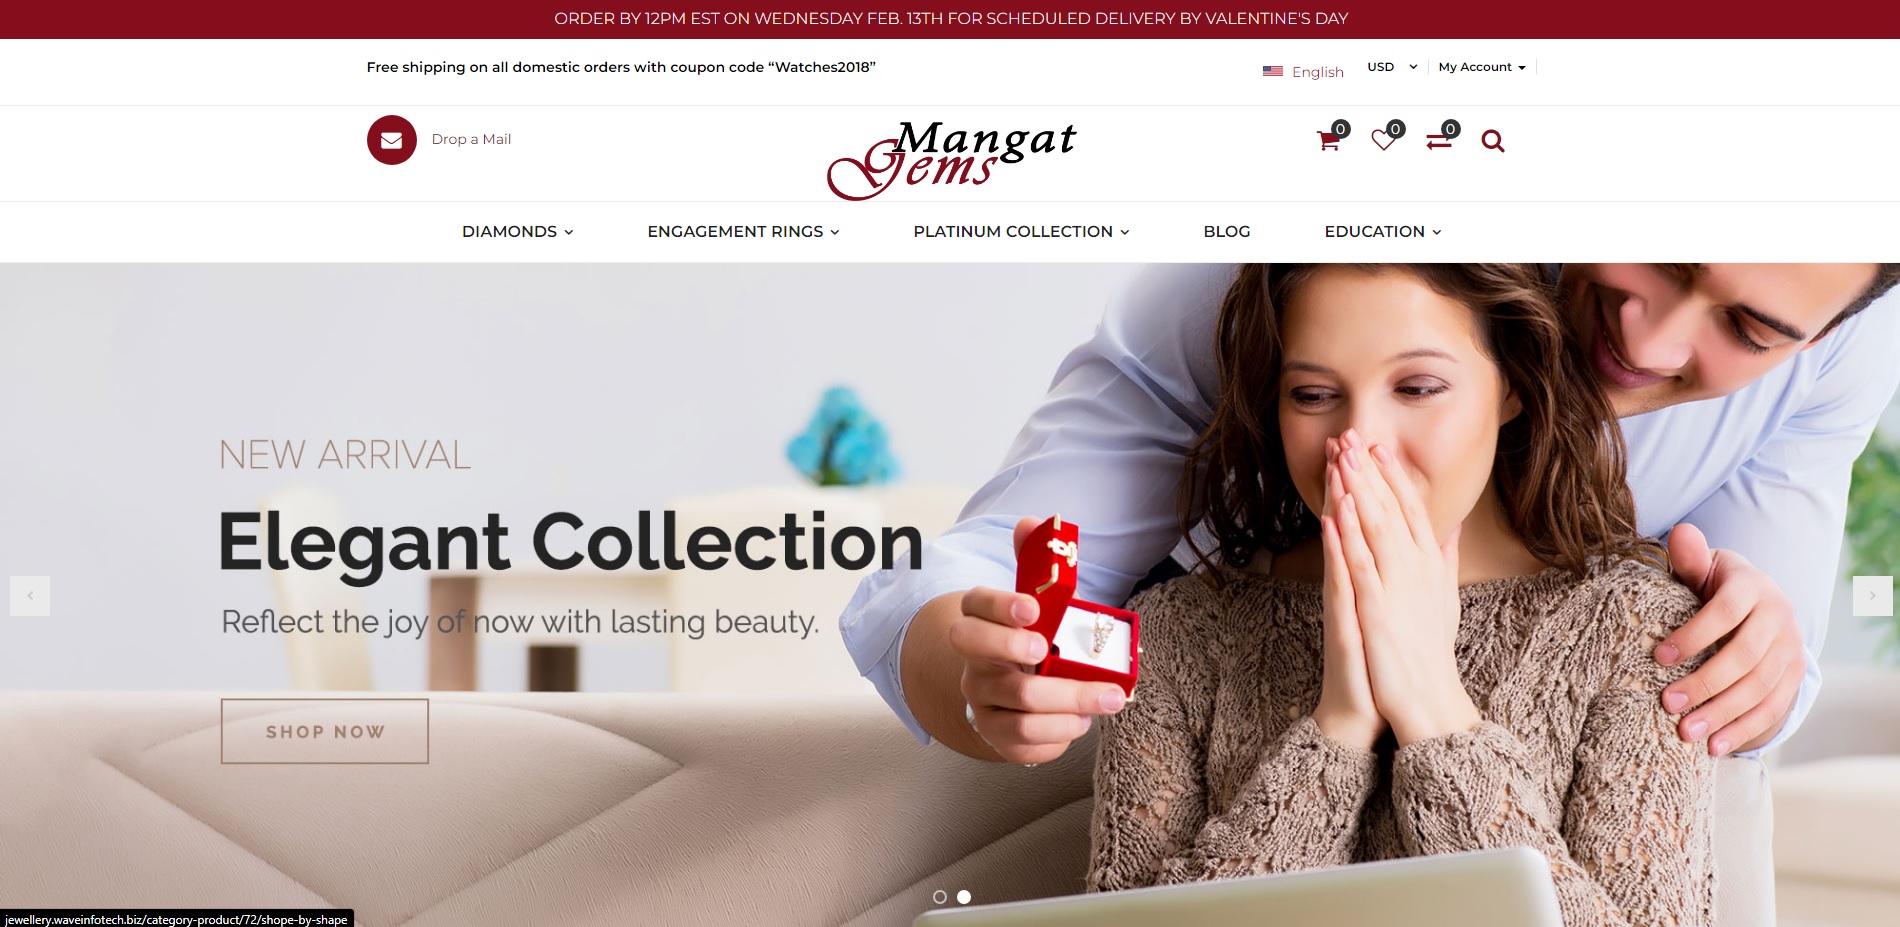 ORDER BY 12PM EST ON WEDNESDAY FEB. 13TH FOR SCHEDULED DELIVERY BY VALENTINE'S DAY
Free shipping on all domestic orders with coupon code “Watches2018”
English
USD
My Account
Drop a Mail
Mangat
Gems
0
0
0
DIAMONDS
ENGAGEMENT RINGS
PLATINUM COLLECTION
BLOG
EDUCATION
NEW ARRIVAL
Elegant Collection
Reflect the joy of now with lasting beauty.
SHOP NOW
jewellery.waveinfotech.biz/category-product/72/shope-by-shape